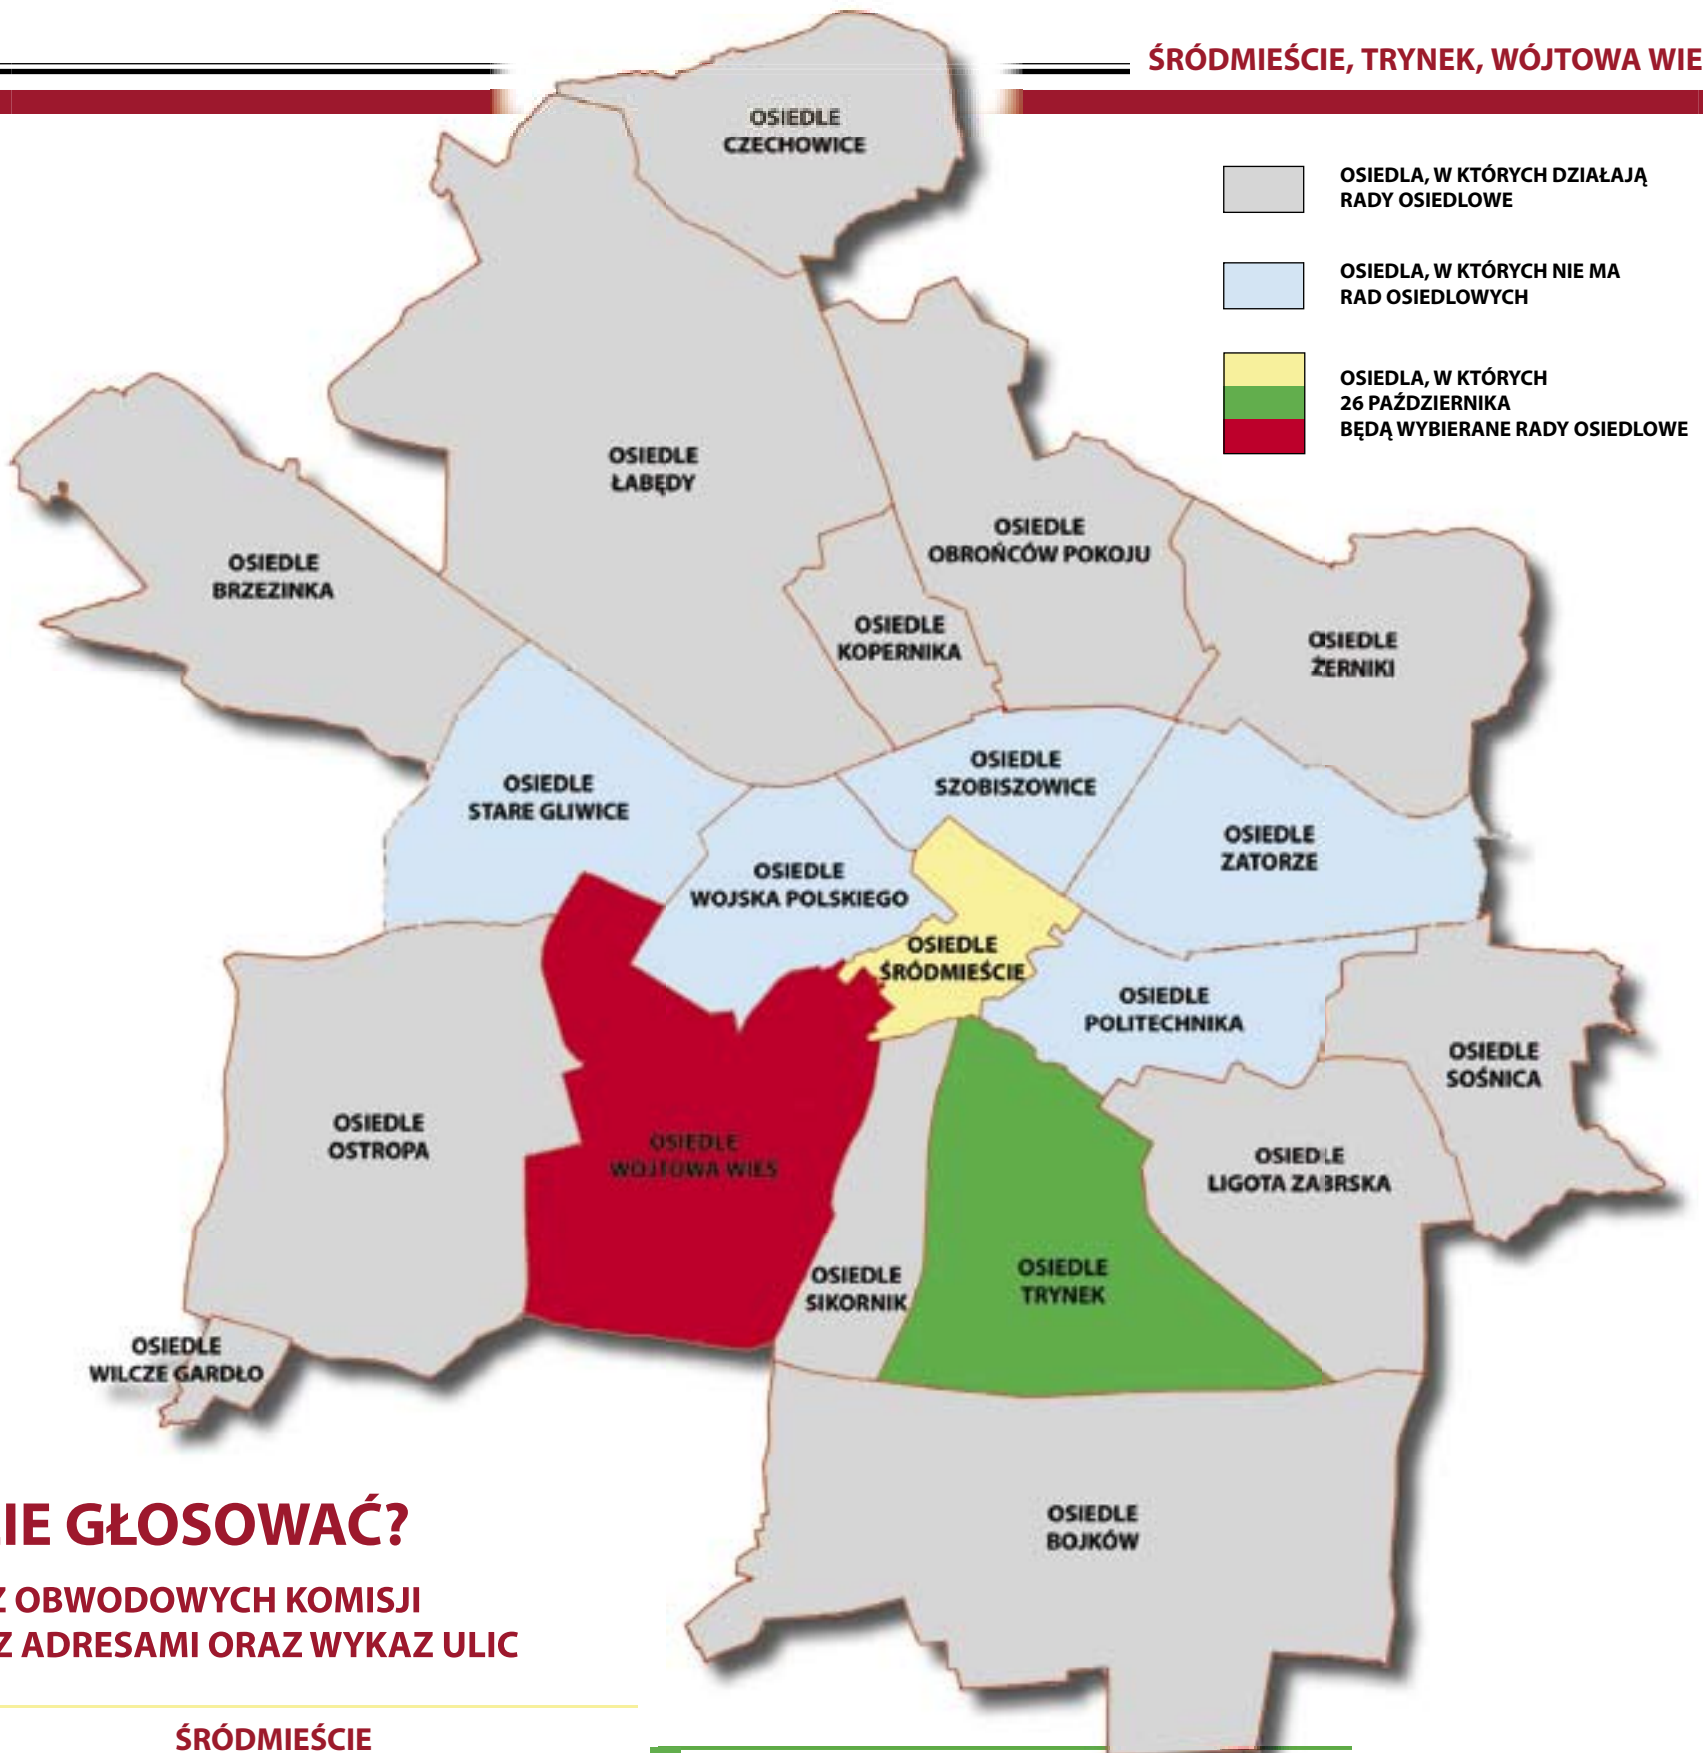 ŚRÓDMIEŚCIE, TRYNEK, WÓJTOWA WIE
OSIEDLA, W KTÓRYCH DZIAŁAJĄ
RADY OSIEDLOWE
OSIEDLA, W KTÓRYCH NIE MA
RAD OSIEDLOWYCH
OSIEDLA, W KTÓRYCH
26 PAŹDZIERNIKA
BĘDĄ WYBIERANE RADY OSIEDLOWE
OSIEDLE
CZECHOWICE
OSIEDLE
ŁABĘDY
OSIEDLE
OBROŃCÓW POKOJU
OSIEDLE
BRZEZINKA
OSIEDLE
KOPERNIKA
OSIEDLE
ŻERNIKI
OSIEDLE
STARE GLIWICE
OSIEDLE
SZOBISZOWICE
OSIEDLE
ZATORZE
OSIEDLE
WOJSKA POLSKIEGO
OSIEDLE
ŚRÓDMIEŚCIE
OSIEDLE
POLITECHNIKA
OSIEDLE
SOŚNICA
OSIEDLE
OSTROPA
OSIEDLE
WÓJTOWA WIEŚ
OSIEDLE
LIGOTA ZABRSKA
OSIEDLE
SIKORNIK
OSIEDLE
TRYNEK
OSIEDLE
WILCZE GARDŁO
OSIEDLE
BOJKÓW
IE GŁOSOWAĆ?
Z OBWODOWYCH KOMISJI
Z ADRESAMI ORAZ WYKAZ ULIC
ŚRÓDMIEŚCIE